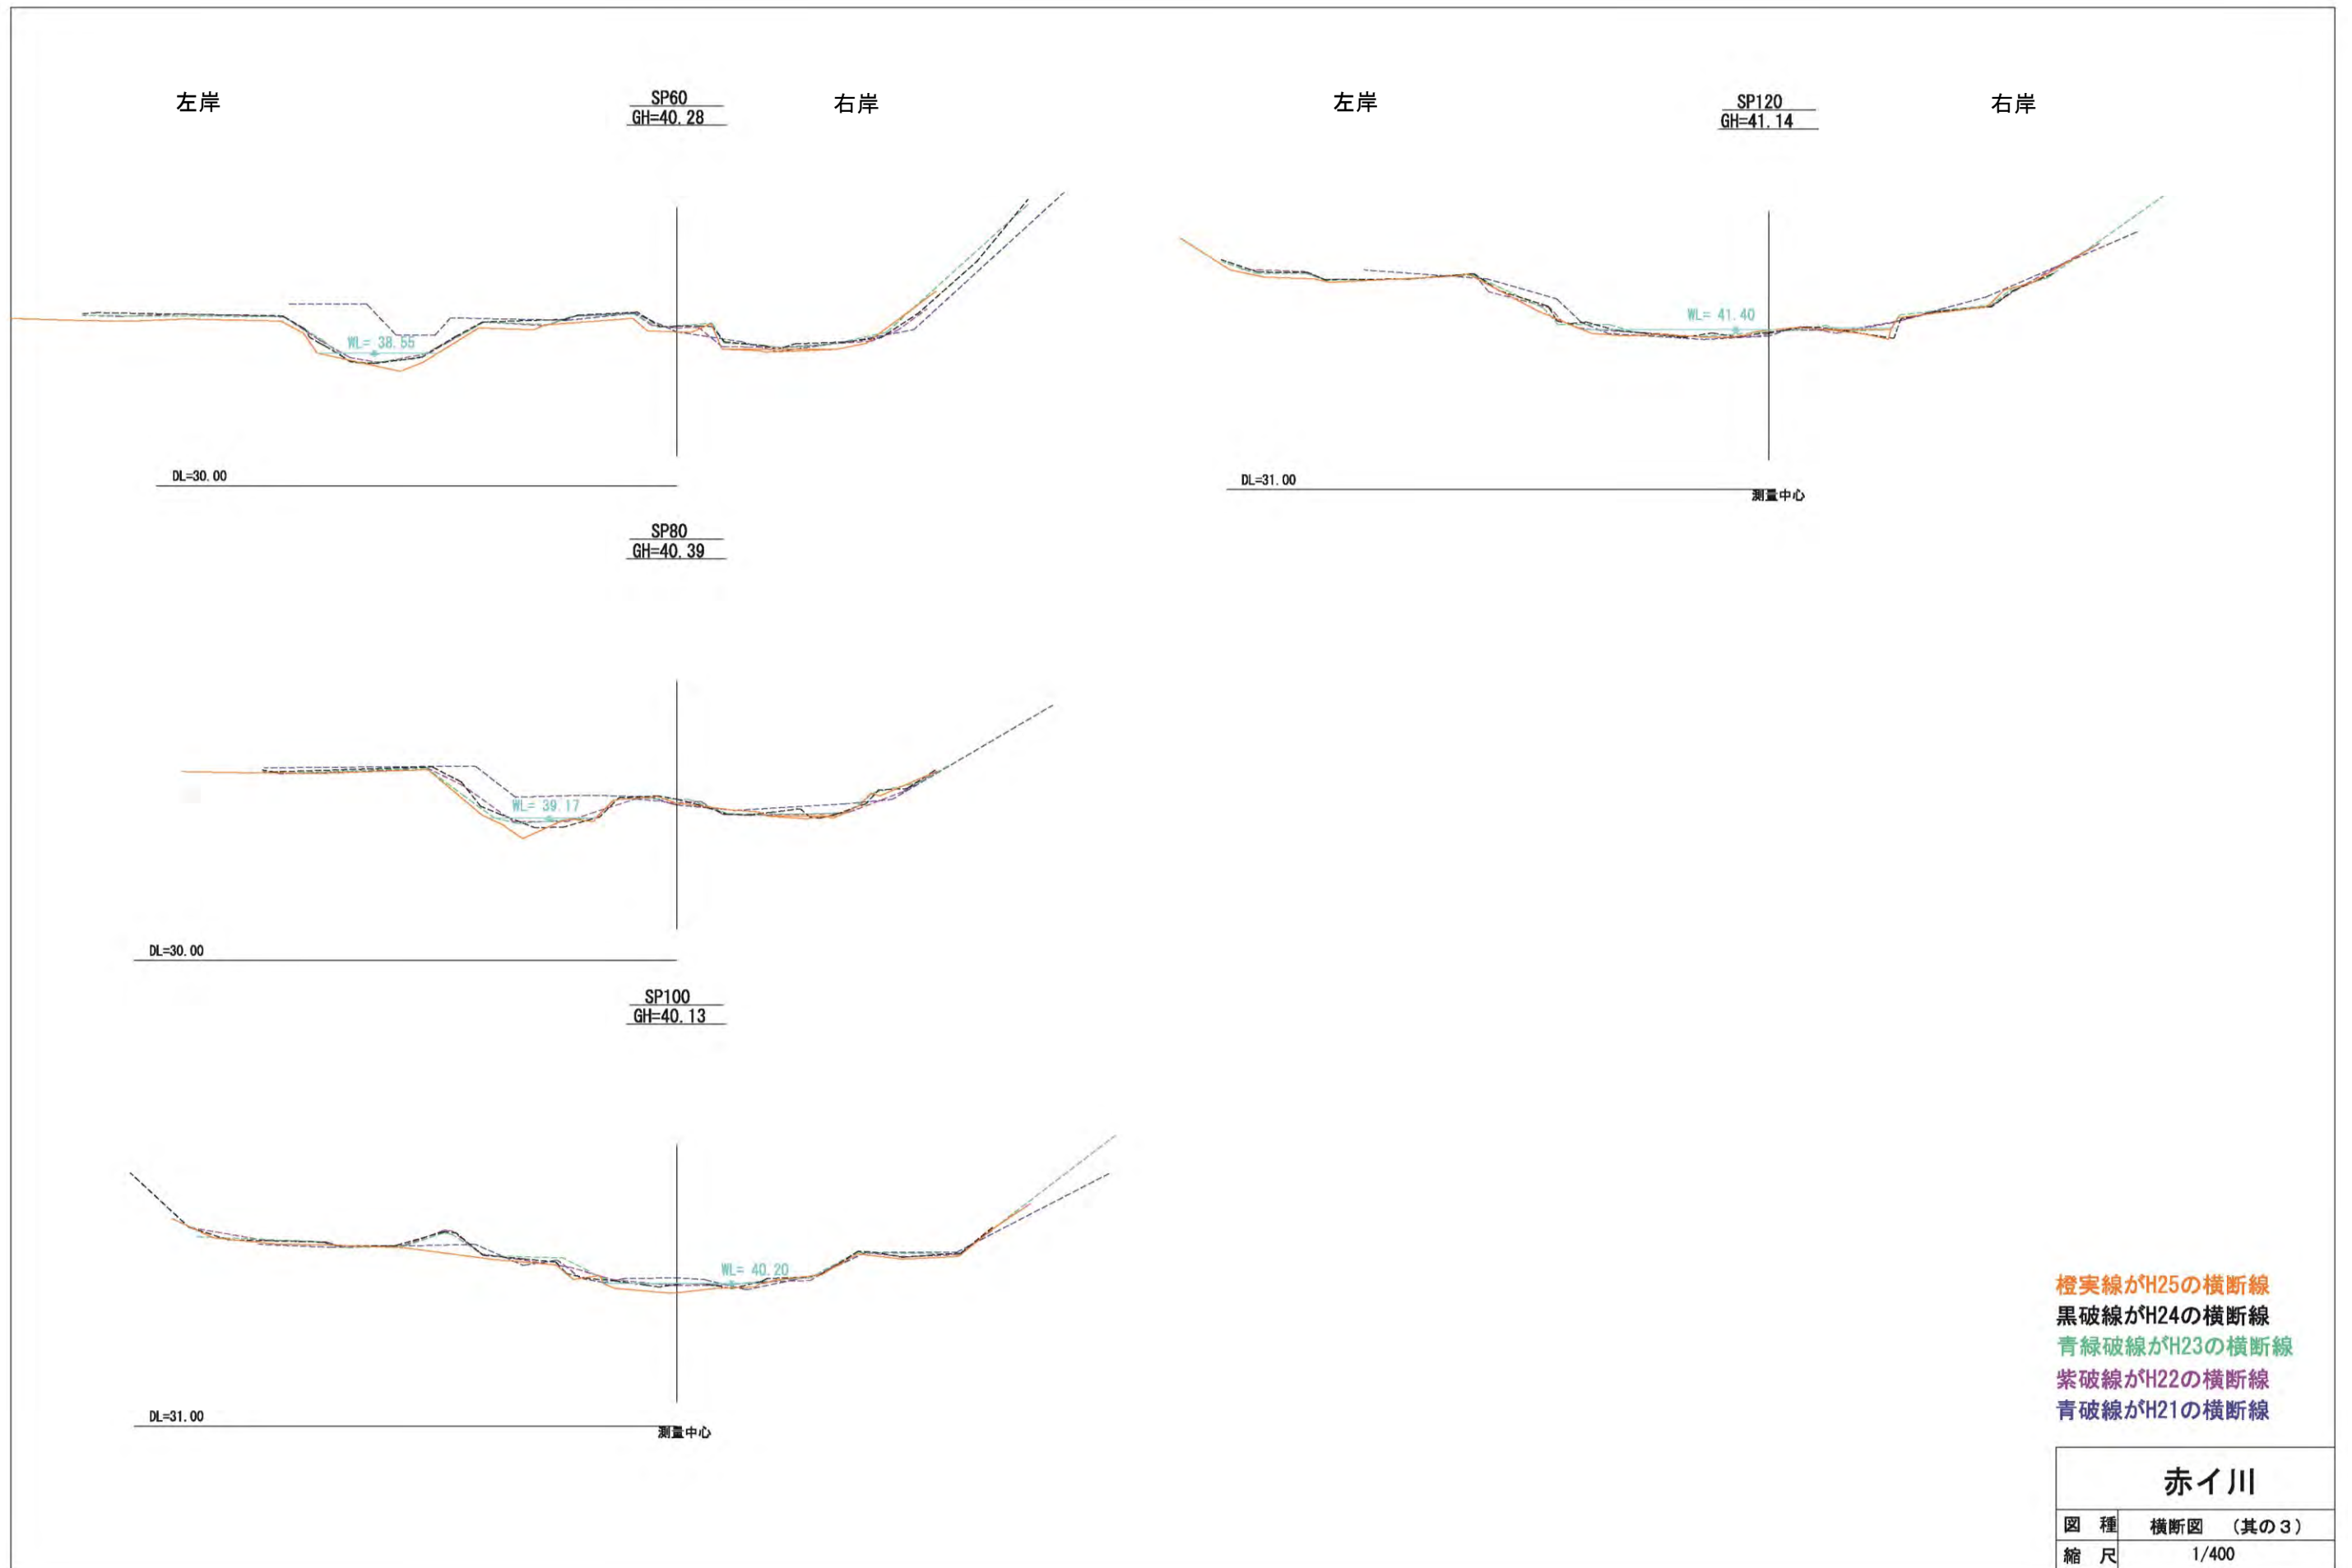 左岸
SP60
GH=40.28
右岸
WL= 38.55
DL=30.00
SP80
GH=40.39
WL= 39.17
DL=30.00
SP100
GH=40.13
WL= 40.20
DL=31.00
測量中心
左岸
SP120
GH=41.14
右岸
WL= 41.40
DL=31.00
測量中心
橙実線がH25の横断線
黒破線がH24の横断線
青緑破線がH23の横断線
紫破線がH22の横断線
青破線がH21の横断線
赤イ川
図 種 横断図 (其の3)
縮 尺 1/400